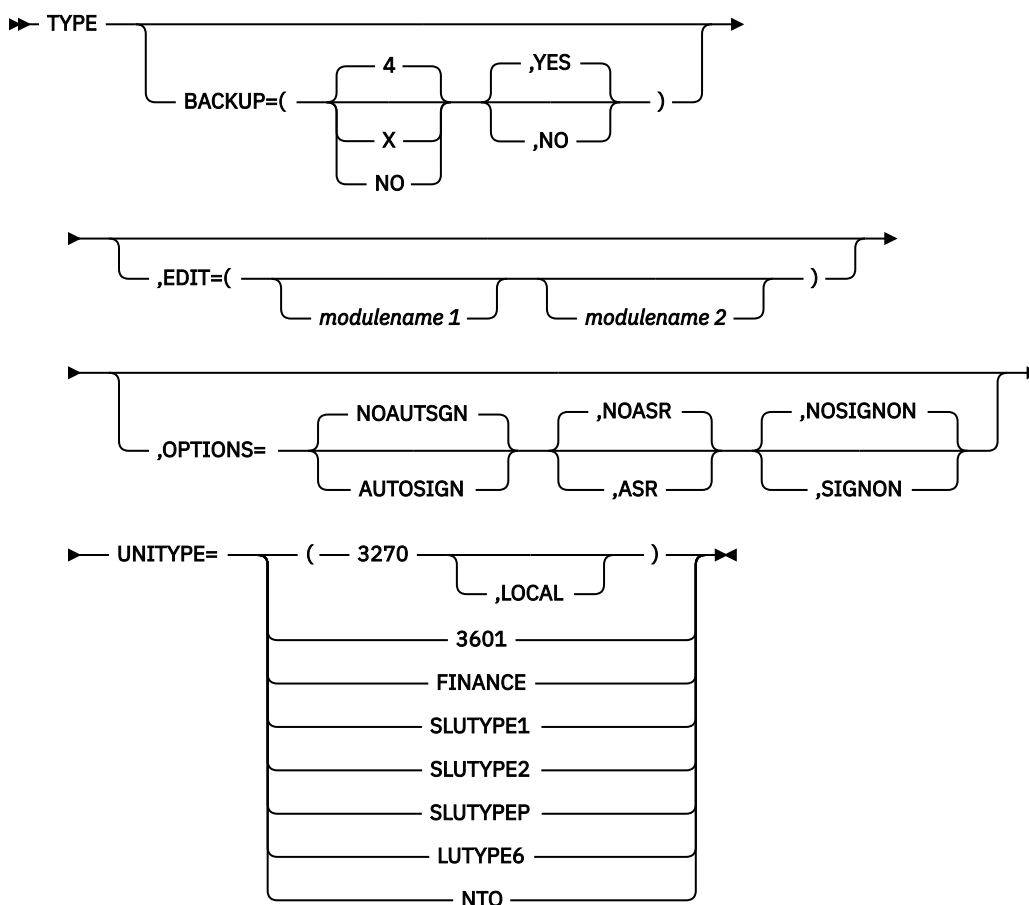 TYPE
4 ,YES
BACKUP=( )
X ,NO
NO
,EDIT=( )
modulename 1 modulename 2
NOAUTSGN ,NOASR ,NOSIGNON
,OPTIONS=
AUTOSIGN ,ASR ,SIGNON
UNITYPE= ( 3270 )
,LOCAL
3601
FINANCE
SLUTYPE1
SLUTYPE2
SLUTYPEP
LUTYPE6
NTO